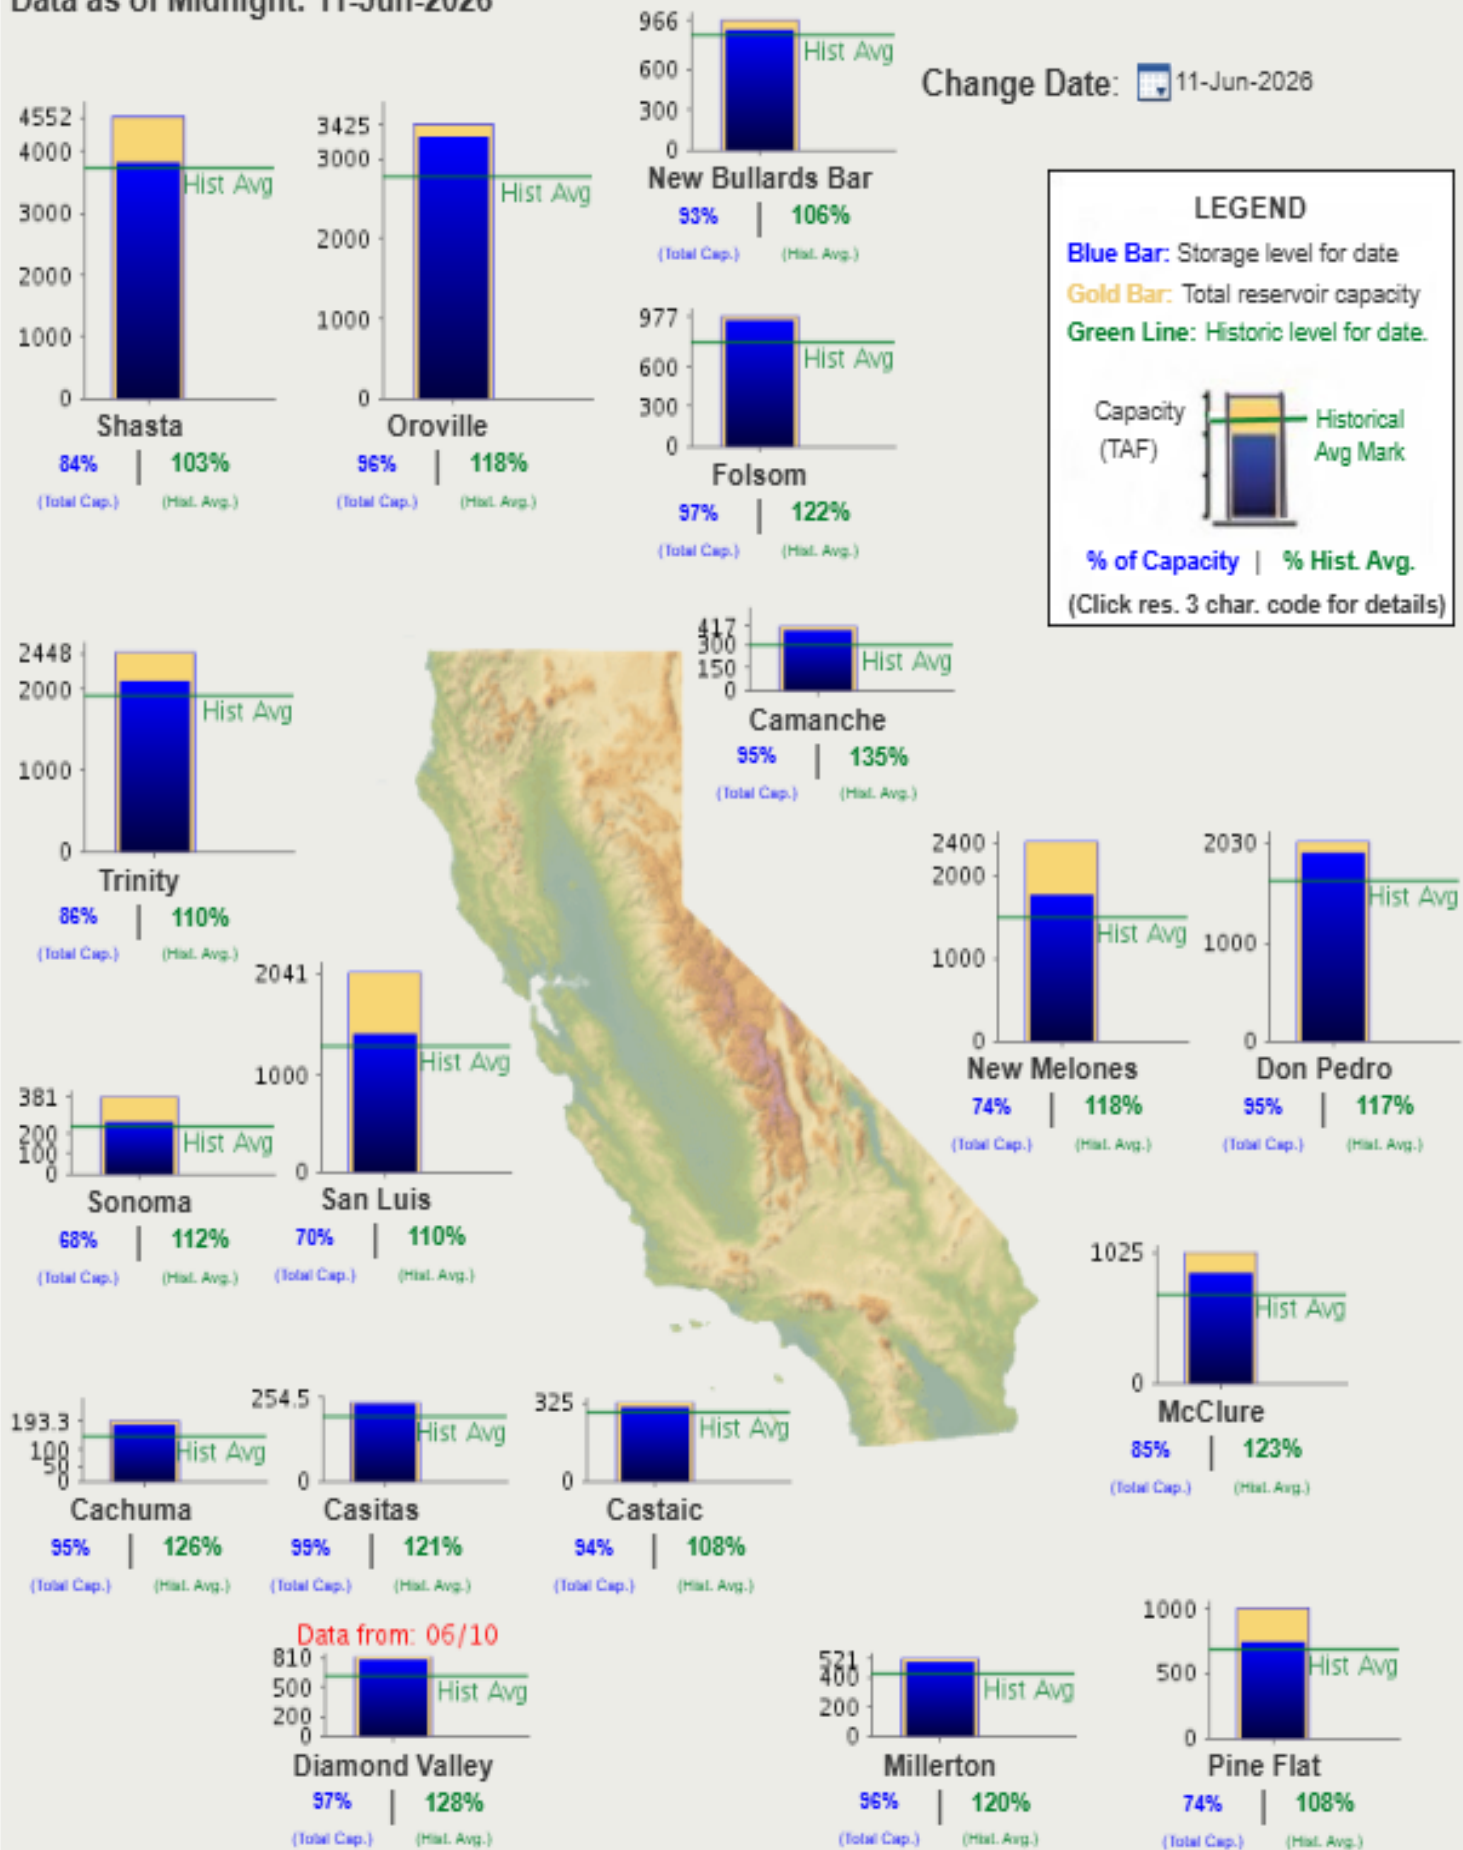 Data as of Midnight: 11-Jun-2026
Change Date: 11-Jun-2026
966
600
300
0
Hist Avg
New Bullards Bar
93% | 106%
(Total Cap.) (Hist. Avg.)
4552
4000
3000
2000
1000
0
Hist Avg
Shasta
84% | 103%
(Total Cap.) (Hist. Avg.)
3425
3000
2000
1000
0
Hist Avg
Oroville
96% | 118%
(Total Cap.) (Hist. Avg.)
977
600
300
0
Hist Avg
Folsom
97% | 122%
(Total Cap.) (Hist. Avg.)
LEGEND
Blue Bar: Storage level for date
Gold Bar: Total reservoir capacity
Green Line: Historic level for date.
Capacity
(TAF)
Historical
Avg Mark
% of Capacity | % Hist. Avg.
(Click res. 3 char. code for details)
417
300
150
0
Hist Avg
Camanche
95% | 135%
(Total Cap.) (Hist. Avg.)
2448
2000
1000
0
Hist Avg
Trinity
86% | 110%
(Total Cap.) (Hist. Avg.)
2400
2000
1000
0
Hist Avg
New Melones
74% | 118%
(Total Cap.) (Hist. Avg.)
2030
1000
0
Hist Avg
Don Pedro
95% | 117%
(Total Cap.) (Hist. Avg.)
2041
1000
0
Hist Avg
San Luis
70% | 110%
(Total Cap.) (Hist. Avg.)
381
200
100
0
Hist Avg
Sonoma
68% | 112%
(Total Cap.) (Hist. Avg.)
1025
0
Hist Avg
McClure
85% | 123%
(Total Cap.) (Hist. Avg.)
193.3
100
50
0
Hist Avg
Cachuma
95% | 126%
(Total Cap.) (Hist. Avg.)
254.5
0
Hist Avg
Casitas
99% | 121%
(Total Cap.) (Hist. Avg.)
325
0
Hist Avg
Castaic
94% | 108%
(Total Cap.) (Hist. Avg.)
Data from: 06/10
810
500
200
0
Hist Avg
Diamond Valley
97% | 128%
(Total Cap.) (Hist. Avg.)
521
400
200
0
Hist Avg
Millerton
96% | 120%
(Total Cap.) (Hist. Avg.)
1000
500
0
Hist Avg
Pine Flat
74% | 108%
(Total Cap.) (Hist. Avg.)